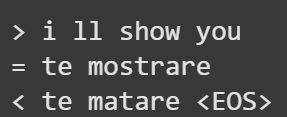 > i ll show you
= te mostrare
< te matare <EOS>